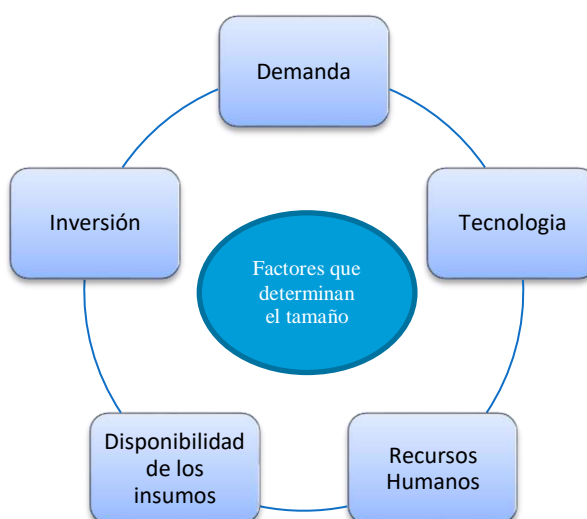 Demanda
Inversión
Tecnologia
Factores que
determinan
el tamaño
Disponibilidad
de los
insumos
Recursos
Humanos